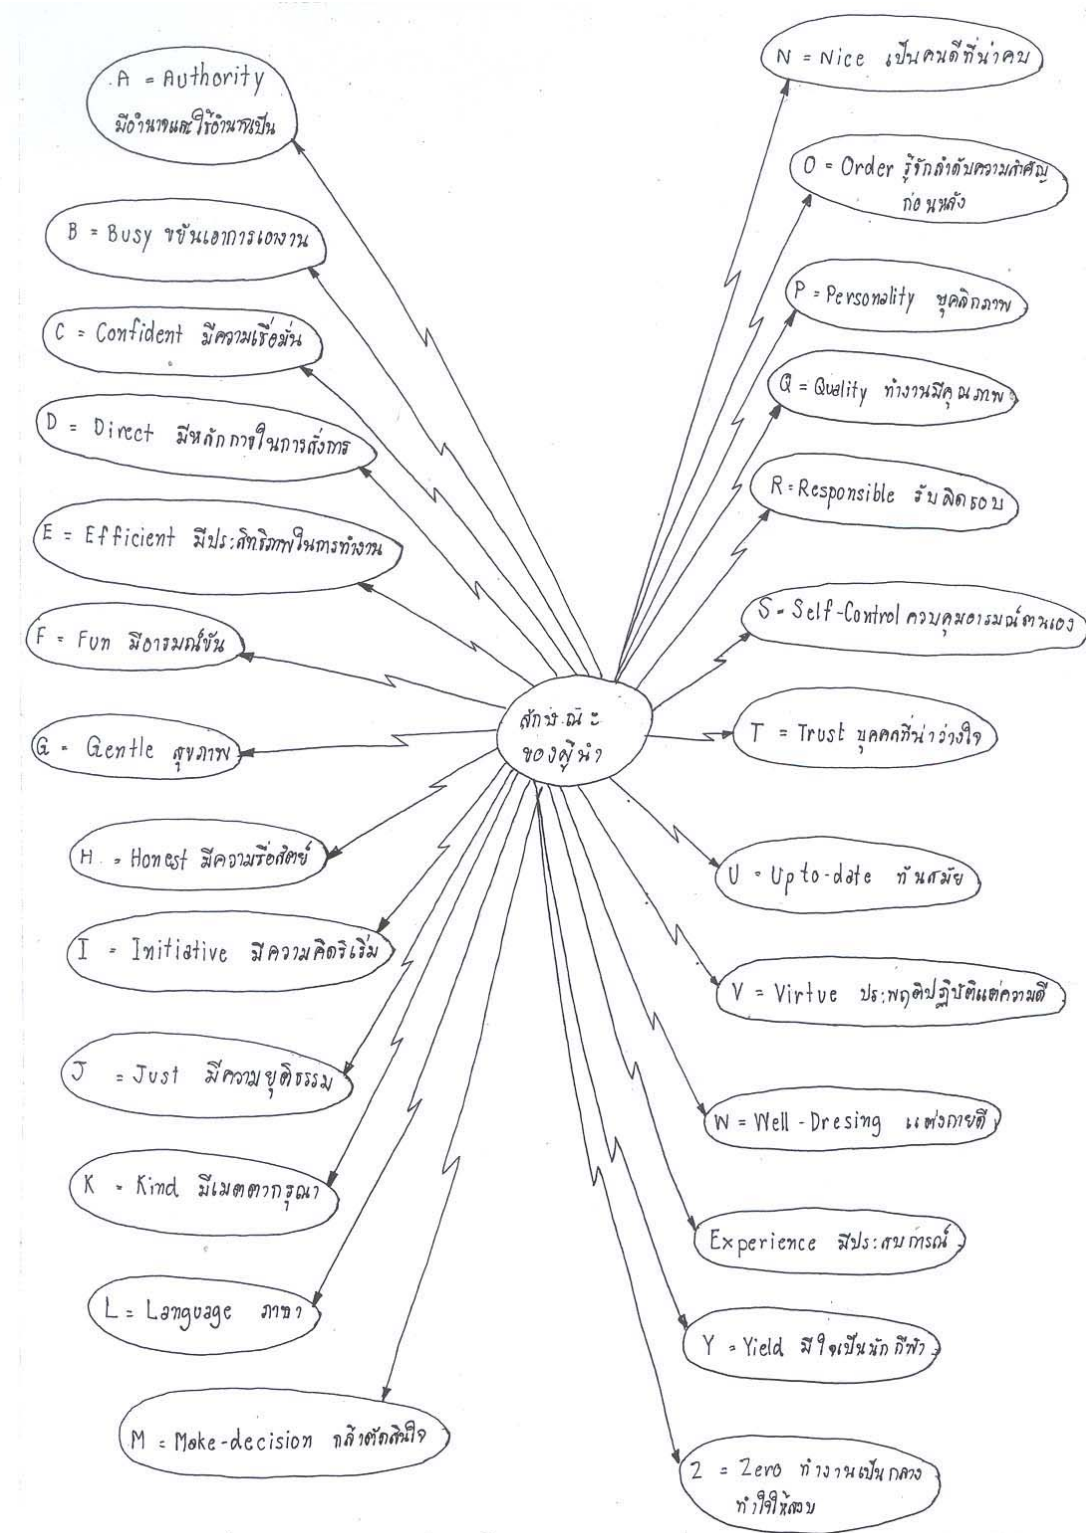 A = Authority
มีอำนาจและใช้อำนาจเป็น
B = Busy ขยันเอาการเอางาน
C = Confident มีความเชื่อมั่น
D = Direct มีหลักการในการสั่งการ
E = Efficient มีประสิทธิภาพในการทำงาน
F = Fun มีอารมณ์ขัน
G = Gentle สุขภาพ
H = Honest มีความซื่อสัตย์
I = Initiative มีความคิดริเริ่ม
J = Just มีความยุติธรรม
K = Kind มีเมตตากรุณา
L = Language ภาษา
M = Make-decision กล้าตัดสินใจ
ลักษณะ
ของผู้นำ
N = Nice เป็นคนดีที่น่าคบ
O = Order รู้จักลำดับความสำคัญ
ก่อนหลัง
P = Personality บุคลิกภาพ
Q = Quality ทำงานมีคุณภาพ
R = Responsible รับผิดชอบ
S = Self-Control ควบคุมอารมณ์ตนเอง
T = Trust บุคคลที่น่าวางใจ
U = Up to-date ทันสมัย
V = Virtue ประพฤติปฏิบัติแต่ความดี
W = Well-Dresing แต่งกายดี
Experience มีประสบการณ์
Y = Yield มีใจเป็นนักกีฬา
Z = Zero ทำงานเป็นกลาง
ทำใจให้สงบ